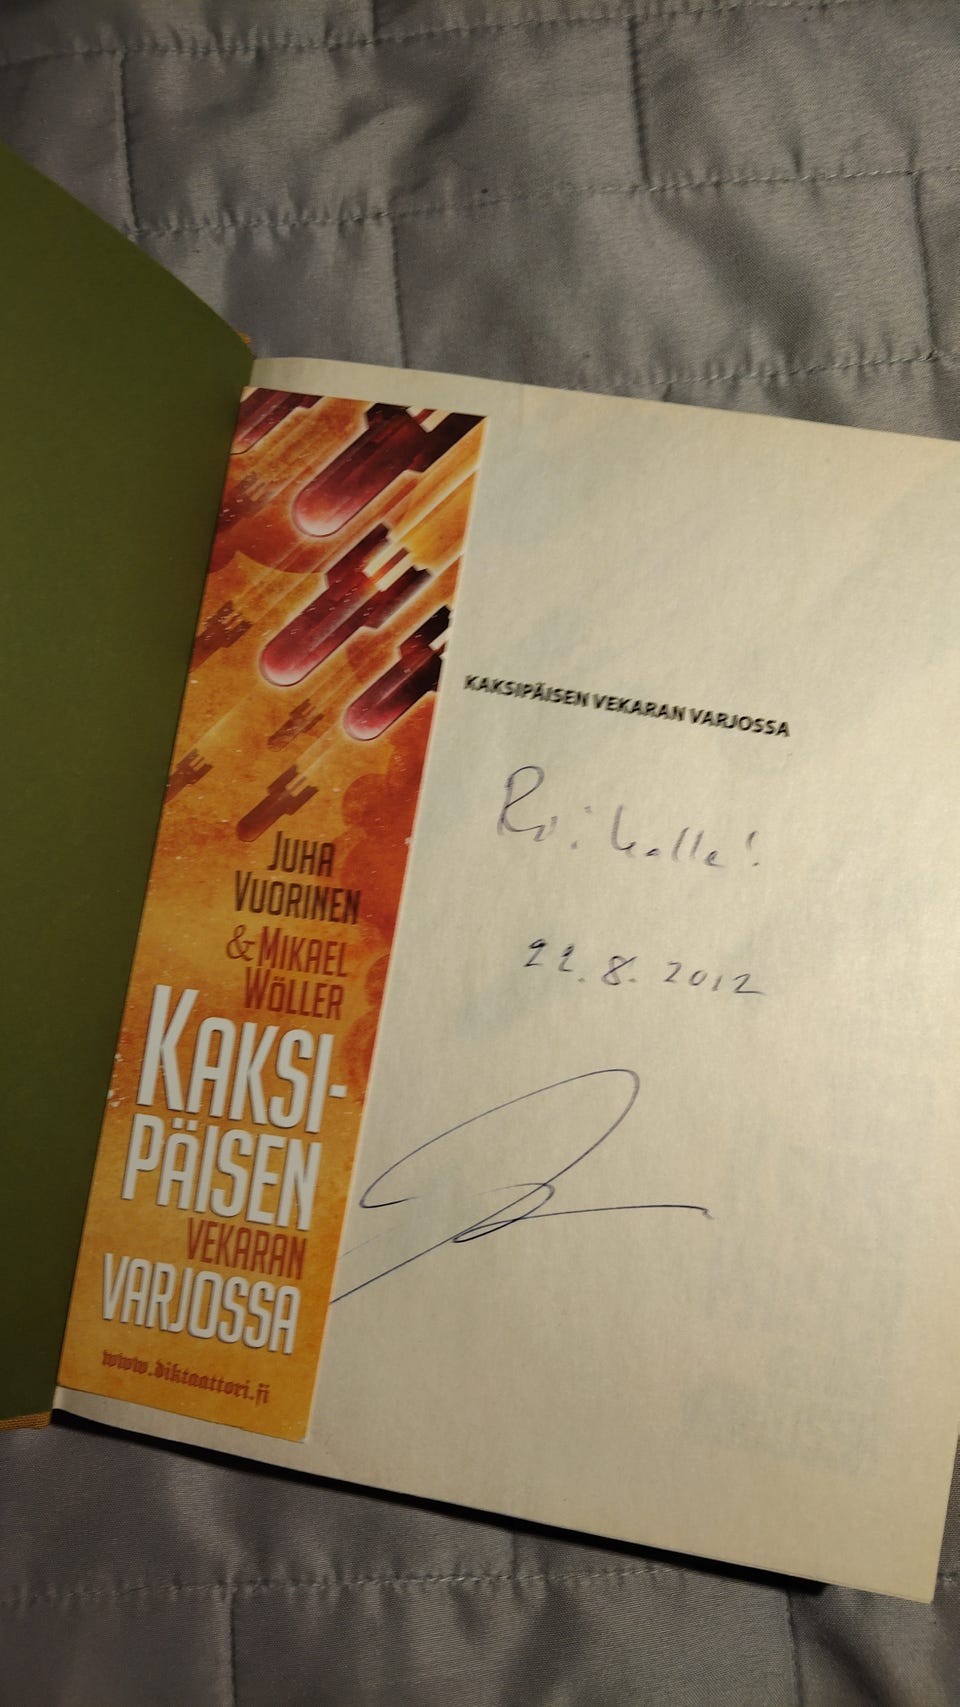 JUHA
VUORINEN
& MIKAEL
WÖLLER
KAKSI-
PÄISEN
VEKARAN
VARJOSSA
www.diktaattori.fi
KAKSIPÄISEN VEKARAN VARJOSSA
22.8.2012